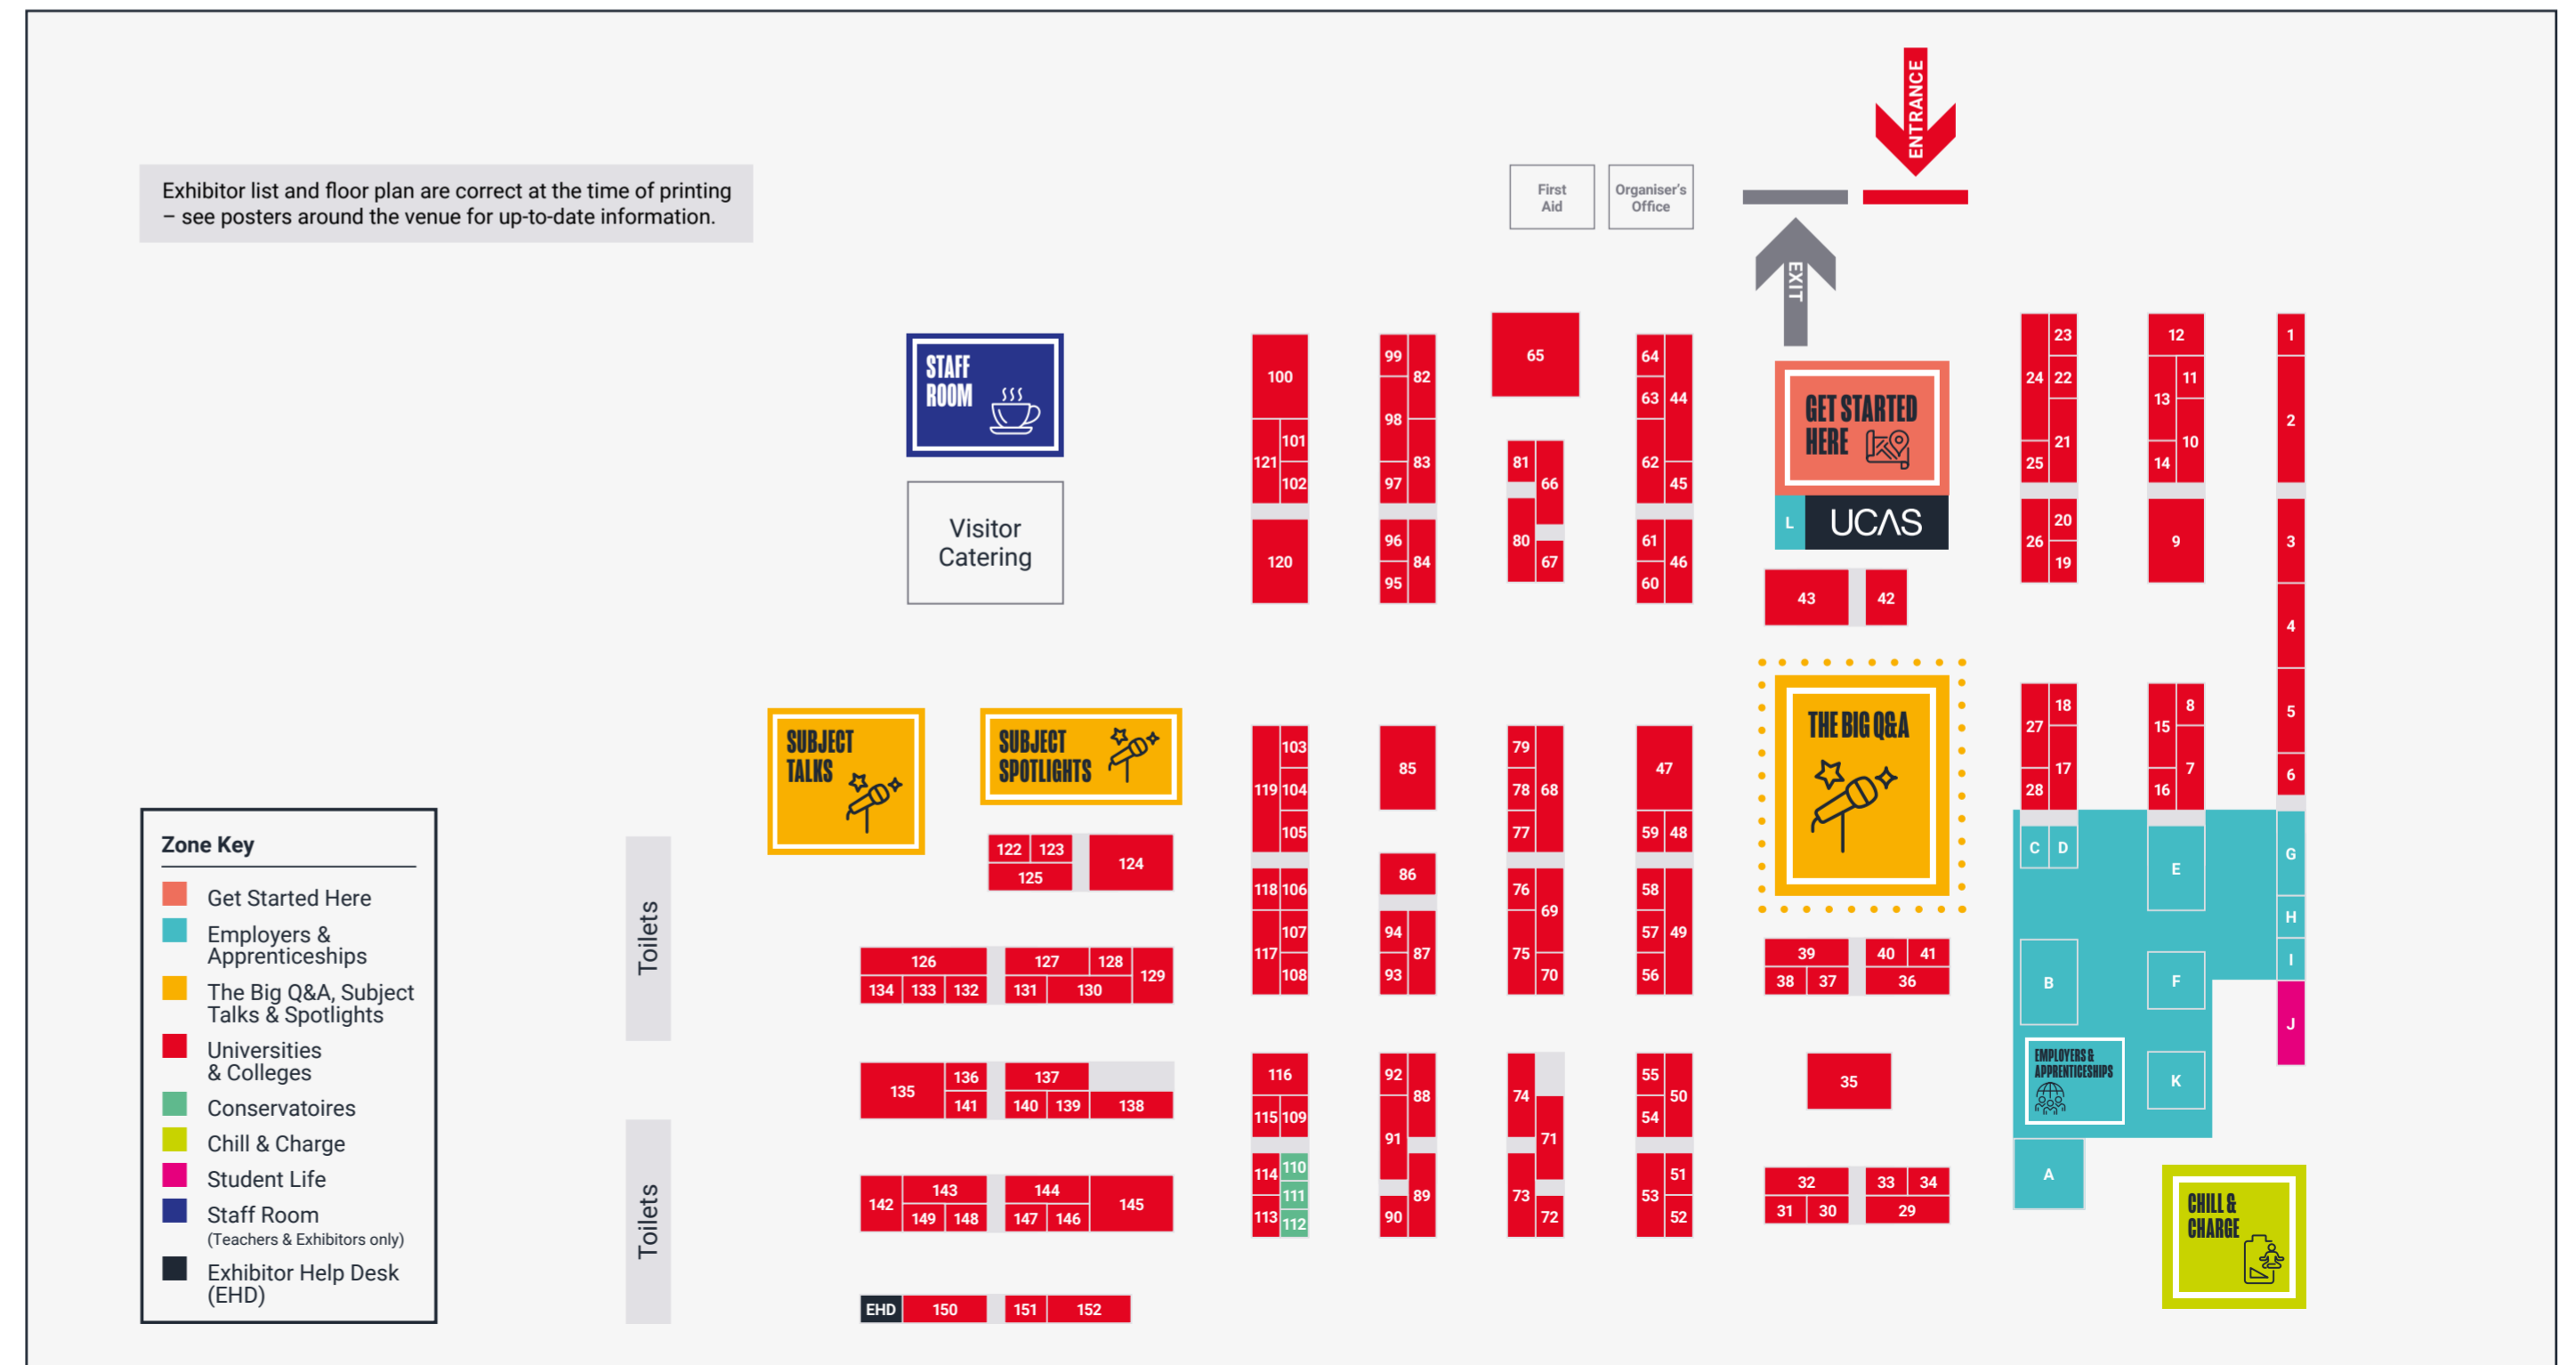 ENTRANCE
Exhibitor list and floor plan are correct at the time of printing
– see posters around the venue for up-to-date information.
First
Aid
Organiser's
Office
EXIT
STAFF
ROOM
Visitor
Catering
100
101
121
102
120
99
82
98
83
97
96
84
95
65
81
66
80
67
64
63
44
62
45
61
46
60
GET STARTED
HERE
L
UCAS
43
42
23
24
22
21
25
20
26
19
12
11
13
10
14
9
1
2
3
4
5
6
SUBJECT
TALKS
SUBJECT
SPOTLIGHTS
103
119
104
105
118
106
107
117
108
85
86
94
87
93
79
78
68
77
76
69
75
70
47
59
48
58
57
49
56
THE BIG Q&A
18
27
17
28
8
15
7
16
C
D
E
G
H
I
B
F
J
EMPLOYERS &
APPRENTICESHIPS
K
A
CHILL &
CHARGE
122
123
124
125
126
127
128
129
134
133
132
131
130
135
136
137
141
140
139
138
142
143
144
145
149
148
147
146
EHD
150
151
152
116
115
109
114
110
111
113
112
92
88
91
89
90
74
71
73
72
55
50
54
51
53
52
39
40
41
38
37
36
35
32
33
34
31
30
29
Toilets
Toilets
Zone Key
Get Started Here
Employers &
Apprenticeships
The Big Q&A, Subject
Talks & Spotlights
Universities
& Colleges
Conservatoires
Chill & Charge
Student Life
Staff Room
(Teachers & Exhibitors only)
Exhibitor Help Desk
(EHD)